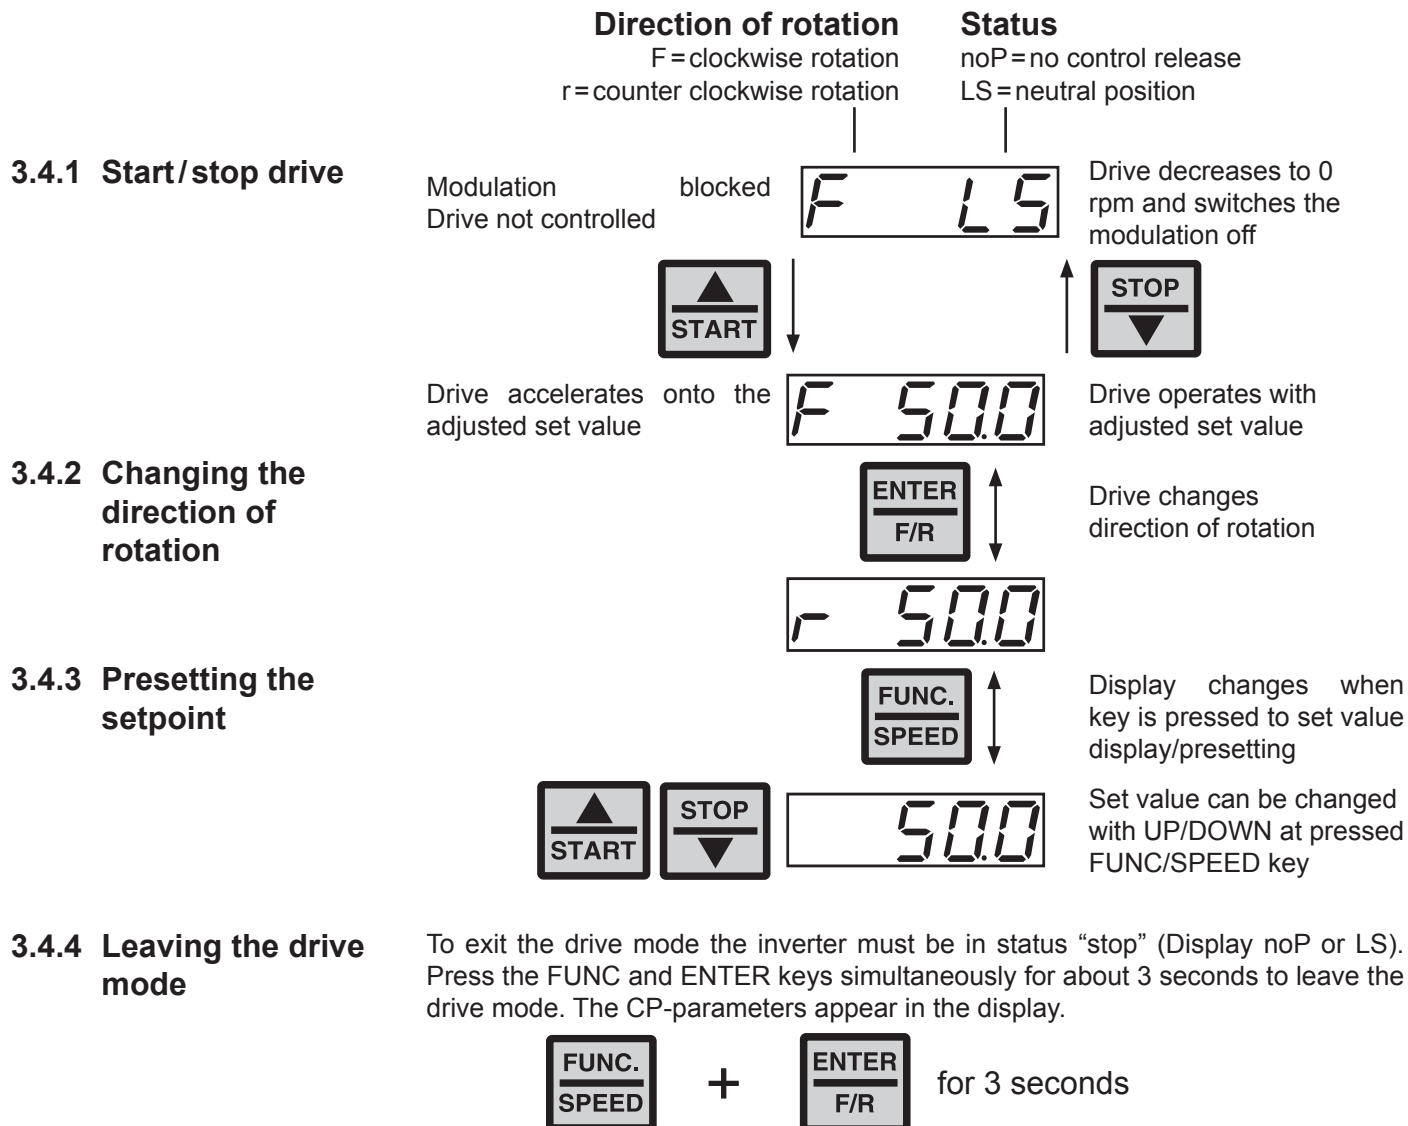 Direction of rotation
F = clockwise rotation
r = counter clockwise rotation
Status
noP = no control release
LS = neutral position
3.4.1 Start / stop drive
Modulation blocked
Drive not controlled
F LS
Drive decreases to 0
rpm and switches the
modulation off
START
STOP
Drive accelerates onto the
adjusted set value
F 50.0
Drive operates with
adjusted set value
3.4.2 Changing the
direction of
rotation
ENTER
F/R
Drive changes
direction of rotation
r 50.0
3.4.3 Presetting the
setpoint
FUNC.
SPEED
Display changes when
key is pressed to set value
display/presetting
START
STOP
50.0
Set value can be changed
with UP/DOWN at pressed
FUNC/SPEED key
3.4.4 Leaving the drive
mode
To exit the drive mode the inverter must be in status “stop” (Display noP or LS).
Press the FUNC and ENTER keys simultaneously for about 3 seconds to leave the
drive mode. The CP-parameters appear in the display.
FUNC.
SPEED
+
ENTER
F/R
for 3 seconds